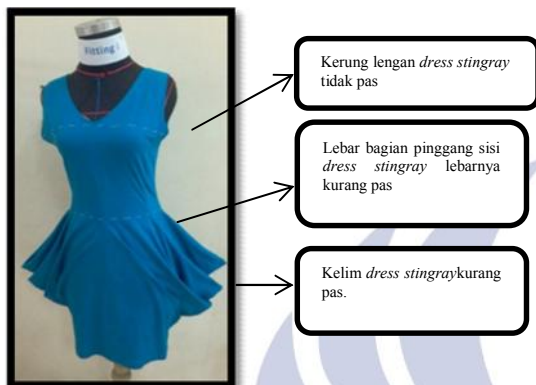 Fitting I
Kerung lengan dress stingray
tidak pas
Lebar bagian pinggang sisi
dress stingray lebarnya
kurang pas
Kelim dress stingraykurang
pas.